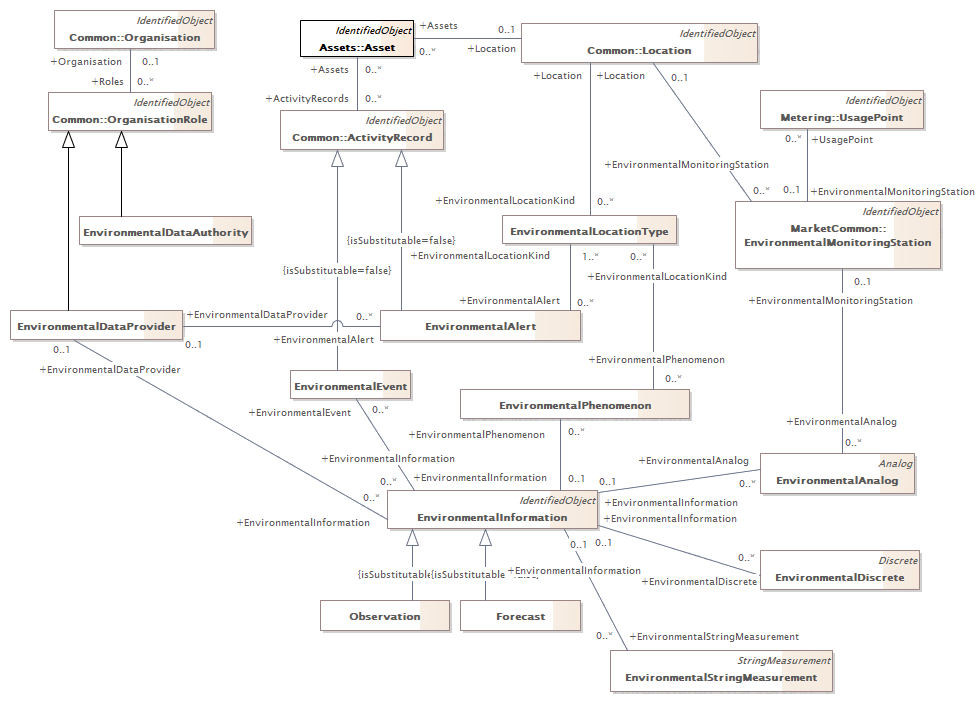 IdentifiedObject
Common::Organisation
+Organisation 0..1
+Roles 0..*
IdentifiedObject
Common::OrganisationRole
EnvironmentalDataAuthority
IdentifiedObject
Assets::Asset
+Assets 0..1
0..* +Location
IdentifiedObject
Common::Location
+Assets 0..*
+ActivityRecords 0..*
IdentifiedObject
Common::ActivityRecord
+Location +Location 0..1
IdentifiedObject
Metering::UsagePoint
0..* +UsagePoint
+EnvironmentalMonitoringStation
0..* 0..1 +EnvironmentalMonitoringStation
+EnvironmentalLocationKind 0..*
IdentifiedObject
MarketCommon::
EnvironmentalMonitoringStation
EnvironmentalLocationType
{isSubstitutable=false}
+EnvironmentalLocationKind 1..* 0..*
{isSubstitutable=false}
+EnvironmentalLocationKind
0..1
+EnvironmentalMonitoringStation
+EnvironmentalAlert 0..*
EnvironmentalDataProvider
+EnvironmentalDataProvider 0..*
EnvironmentalAlert
0..1 0..1
+EnvironmentalAlert
+EnvironmentalDataProvider
+EnvironmentalPhenomenon
0..*
EnvironmentalEvent
+EnvironmentalEvent 0..*
EnvironmentalPhenomenon
+EnvironmentalPhenomenon 0..*
+EnvironmentalAnalog
0..*
+EnvironmentalInformation
+EnvironmentalAnalog
Analog
EnvironmentalAnalog
0..* +EnvironmentalInformation 0..1 0..1
0..*
0..*
+EnvironmentalInformation
IdentifiedObject
EnvironmentalInformation
+EnvironmentalInformation
+EnvironmentalInformation
0..1 0..1
0..*
Discrete
EnvironmentalDiscrete
{isSubstitutable {isSubstitutable
+EnvironmentalInformation
+EnvironmentalDiscrete
Observation
Forecast
0..* +EnvironmentalStringMeasurement
StringMeasurement
EnvironmentalStringMeasurement